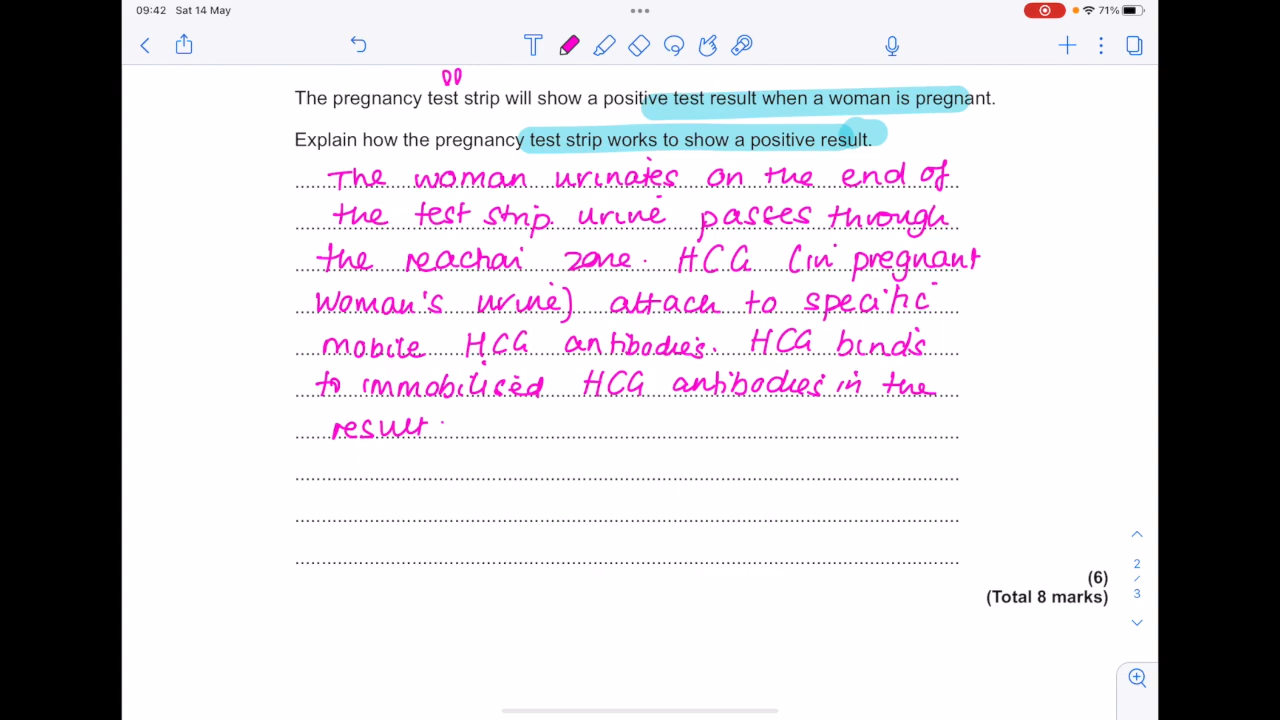 09:42 Sat 14 May
71%
The pregnancy test strip will show a positive test result when a woman is pregnant.
Explain how the pregnancy test strip works to show a positive result.
The woman urinates on the end of
the test strip. urine passes through
the reaction zone. HCG (in pregnant
woman's urine) attach to specific
mobile HCG antibodies. HCG binds
to immobilised HCG antibodies in the
result.
(6)
(Total 8 marks)
2
/
3